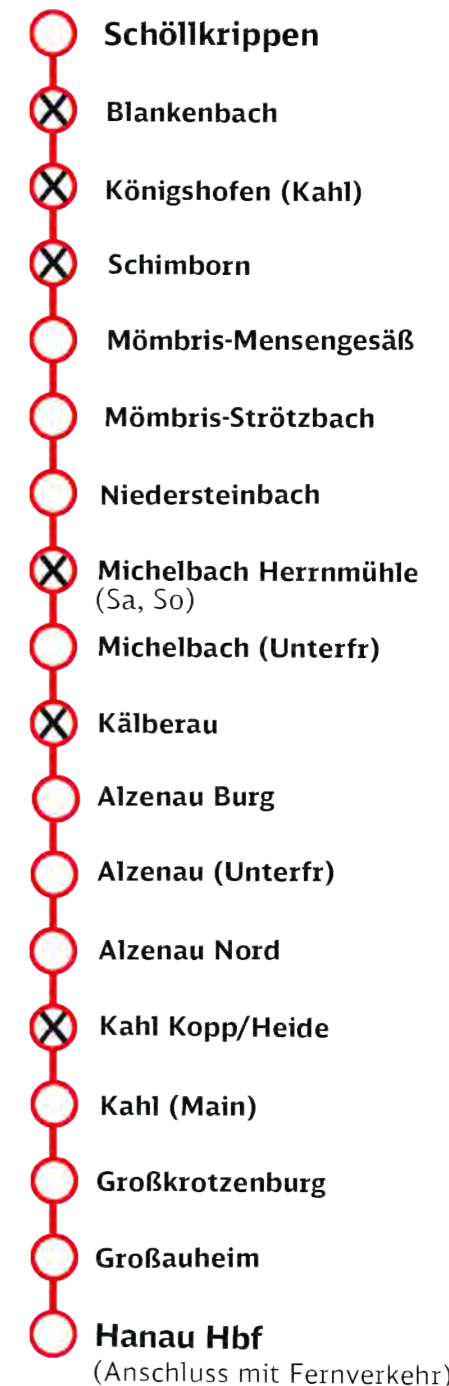 Schöllkrippen
Blankenbach
Königshofen (Kahl)
Schimborn
Mömbris-Mensengesäß
Mömbris-Strötzbach
Niedersteinbach
Michelbach Herrnmühle
(Sa, So)
Michelbach (Unterfr)
Kälberau
Alzenau Burg
Alzenau (Unterfr)
Alzenau Nord
Kahl Kopp/Heide
Kahl (Main)
Großkrotzenburg
Großauheim
Hanau Hbf
(Anschluss mit Fernverkehr)